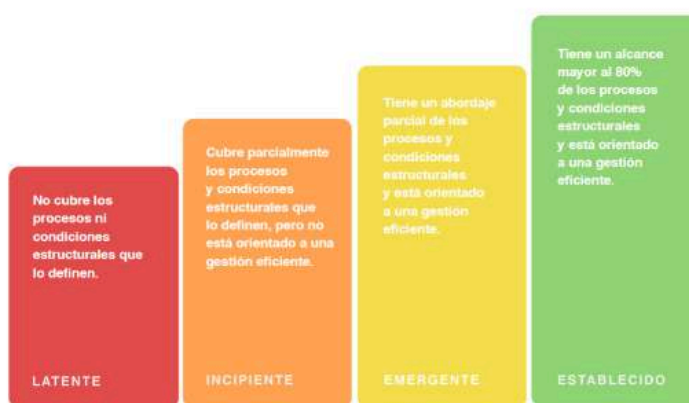 No cubre los
procesos ni
condiciones
estructurales que
lo definen.
LATENTE
Cubre parcialmente
los procesos
y condiciones
estructurales que
lo definen, pero no
está orientado a una
gestión eficiente.
INCIPIENTE
Tiene un abordaje
parcial de los
procesos y
condiciones
estructurales
y está orientado
a una gestión
eficiente.
EMERGENTE
Tiene un alcance
mayor al 80%
de los procesos
y condiciones
estructurales
y está orientado
a una gestión
eficiente.
ESTABLECIDO